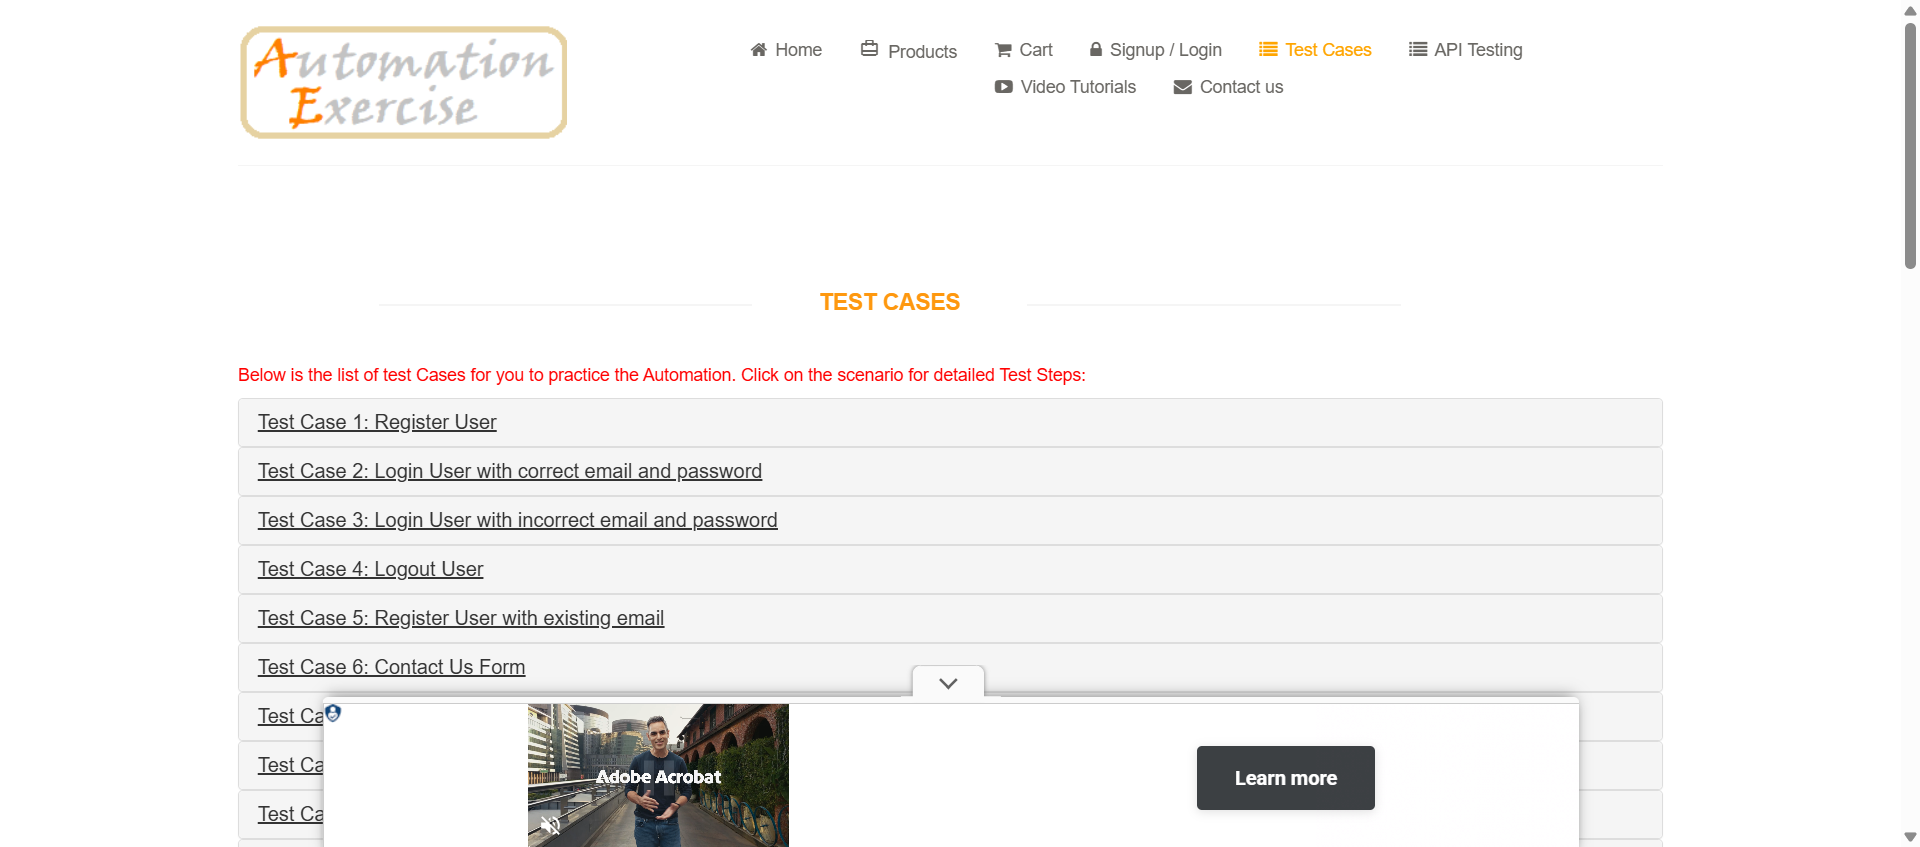 Automation
Exercise
Home Products Cart Signup / Login Test Cases API Testing
Video Tutorials Contact us
TEST CASES
Below is the list of test Cases for you to practice the Automation. Click on the scenario for detailed Test Steps:
Test Case 1: Register User
Test Case 2: Login User with correct email and password
Test Case 3: Login User with incorrect email and password
Test Case 4: Logout User
Test Case 5: Register User with existing email
Test Case 6: Contact Us Form
Test Ca
Test Ca
Test Ca
Adobe Acrobat
Learn more